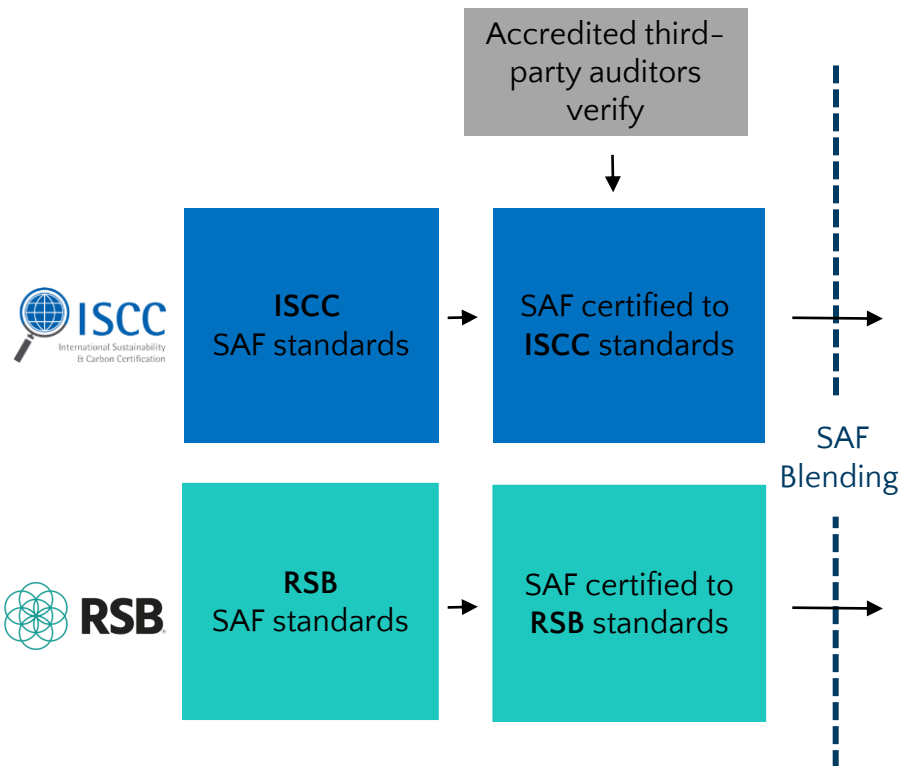 Accredited third-
party auditors
verify
ISCC
International Sustainability
& Carbon Certification
ISCC
SAF standards
SAF certified to
ISCC standards
SAF
Blending
RSB
RSB
SAF standards
SAF certified to
RSB standards